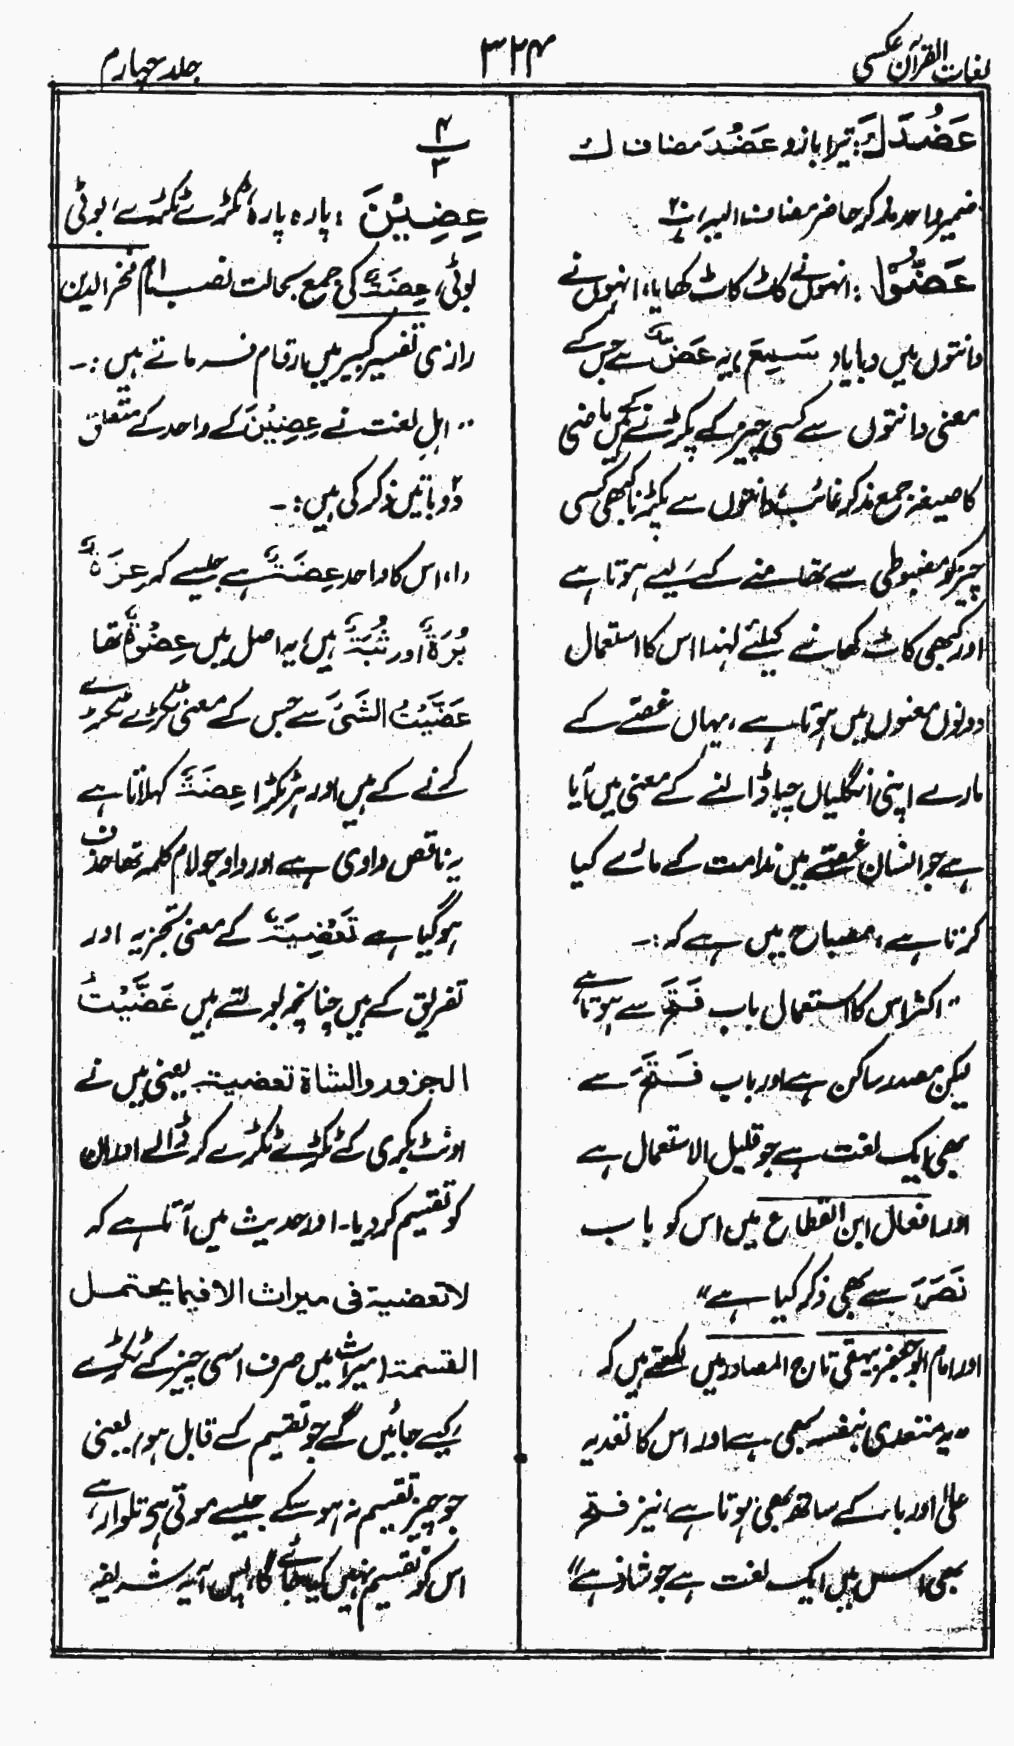 لغات القرآن عکسی
۳۲۴
جلد چہارم
عَضُدَكَ: تیرا بازو عَضُدَ مضاف ك
ضمیر واحد مذکر حاضر مضاف الیہ
عَضُّوْا: انہوں نے کاٹ کاٹ کھایا، انہوں نے
دانتوں میں دبایا (د سَمِعَ) یہ عَضٌّ سے جس کے
معنی دانتوں سے کسی چیز کے پکڑنے کے ہیں ماضی
کا صیغہ جمع مذکر غائب، دانتوں سے پکڑنا کبھی کسی
چیز کو مضبوطی سے تھامنے کے لیے ہوتا ہے
اور کبھی کاٹ کھانے کیلئے لہٰذا اس کا استعمال
دونوں معنوں میں ہوتا ہے، یہاں غصّے کے
مارے اپنی انگلیاں چبا ڈالنے کے معنی میں آیا
ہے جو انسان غصّے میں ندامت کے مارے کیا
کرتا ہے، مصباح میں ہے کہ:۔
"اکثر اس کا استعمال باب فَتَحَ سے ہوتا ہے،
لیکن مصدر ساکن ہے اور باب فَتَحَ سے
بھی ایک لغت ہے جو قلیل الاستعمال ہے
اور افعال ابن القطاع میں اس کو باب
نَصَرَ سے بھی ذکر کیا ہے"
اور امام ابو جعفر بیہقی تاج المصادر میں لکھتے ہیں کہ
"یہ متعدی بنفسہ بھی ہے اور اس کا تعدیہ
علیٰ اور باء کے ساتھ بھی ہوتا ہے، نیز فتح
بھی اس میں ایک لغت ہے جو شاذ ہے"
۴
۳
عِضِیْنَ: پارہ پارہ، ٹکڑے ٹکڑے، بوٹی
بوٹی، عِضَةٌ کی جمع بحالت نصب امام فخر الدین
رازی تفسیر کبیر میں ارقام فرماتے ہیں:۔
"اہل لغت نے عِضِیْنَ کے واحد کے متعلق
دو باتیں ذکر کی ہیں:۔
(۱) اس کا واحد عِضَةٌ ہے جیسے کہ عِزَةٌ
بُرَةٌ اور ثُبَةٌ ہیں، یہ اصل میں عِضْوَةٌ تھا
عَضَّيْتُ الشَّیْءَ سے جس کے معنی ٹکڑے ٹکڑے
کرنے کے ہیں اور ہر ٹکڑا عِضَةٌ کہلاتا ہے
یہ ناقص واوی ہے اور واو جو لام کلمہ تھا حذف
ہو گیا ہے تَعْضِيَةٌ کے معنی تجزیہ اور
تفریق کے ہیں چنانچہ بولتے ہیں عَضَّيْتُ
الجزور والشاة تعضية یعنی میں نے
اونٹ بکری کے ٹکڑے ٹکڑے کر ڈالے اور ان
کو تقسیم کر دیا۔ اور حدیث میں آتا ہے کہ
لا تعضية فی ميراث الا فيما يحتمل
القسمة (میراث میں صرف اسی چیز کے ٹکڑے
کیے جائیں گے جو تقسیم کے قابل ہو) یعنی
جو چیز تقسیم نہ ہو سکے جیسے موتی ہے تلوار ہے،
اس کو تقسیم نہیں کیا جائے گا، پس آیہ شریفہ